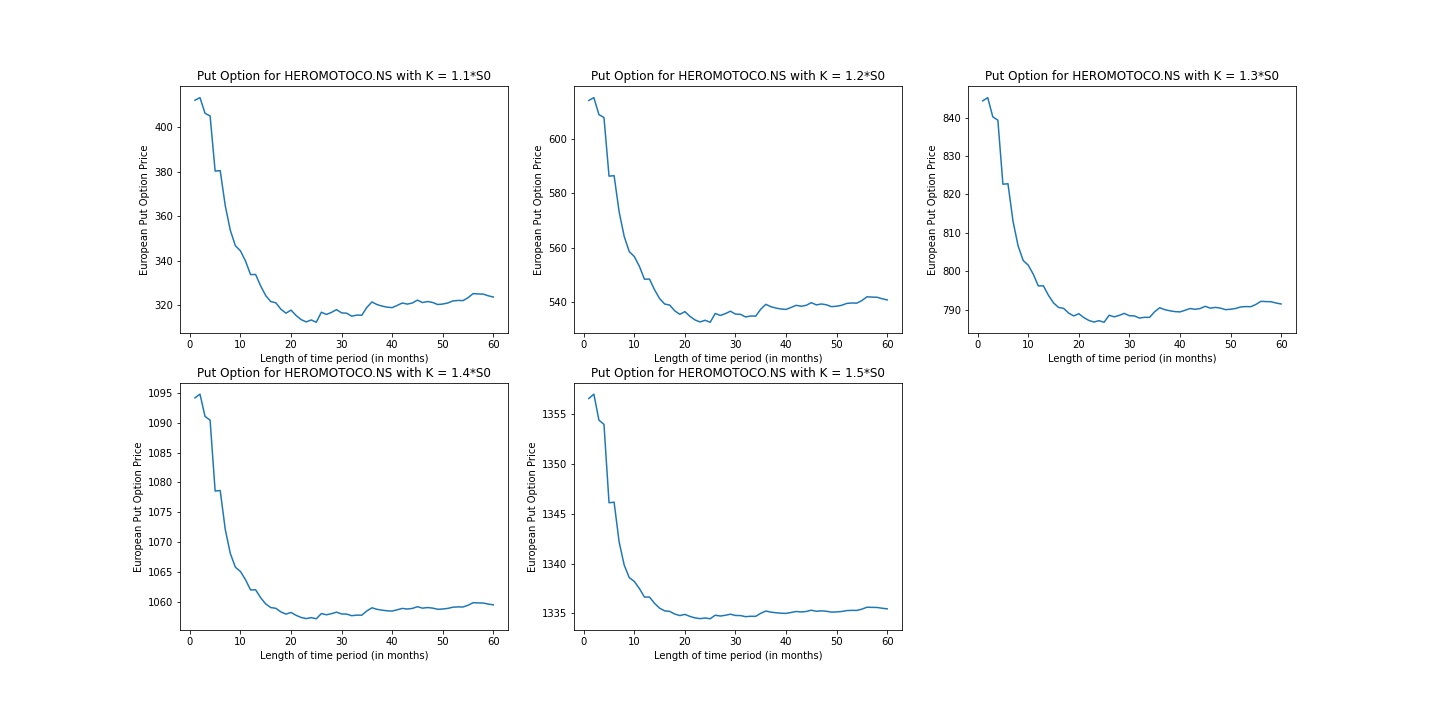 Put Option for HEROMOTOCO.NS with K = 1.1*S0
European Put Option Price
400
380
360
340
320
0 10 20 30 40 50 60
Length of time period (in months)
Put Option for HEROMOTOCO.NS with K = 1.2*S0
European Put Option Price
600
580
560
540
0 10 20 30 40 50 60
Length of time period (in months)
Put Option for HEROMOTOCO.NS with K = 1.3*S0
European Put Option Price
840
830
820
810
800
790
0 10 20 30 40 50 60
Length of time period (in months)
Put Option for HEROMOTOCO.NS with K = 1.4*S0
European Put Option Price
1095
1090
1085
1080
1075
1070
1065
1060
0 10 20 30 40 50 60
Length of time period (in months)
Put Option for HEROMOTOCO.NS with K = 1.5*S0
European Put Option Price
1355
1350
1345
1340
1335
0 10 20 30 40 50 60
Length of time period (in months)